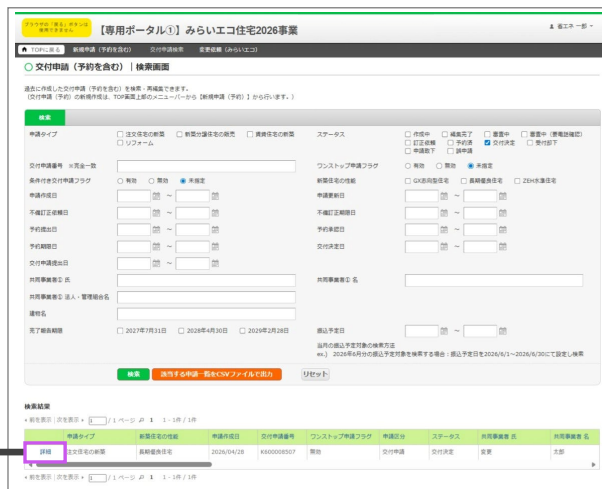 ブラウザの「戻る」ボタンは
使用できません
【専用ポータル①】みらいエコ住宅2026事業
省エネ 一郎
TOPに戻る 新規申請（予約を含む） 交付申請検索 変更依頼（みらいエコ）
交付申請（予約を含む）｜検索画面
過去に作成した交付申請（予約を含む）を検索・再編集できます。
（交付申請（予約）の新規作成は、TOP画面上部のメニューバーから【新規申請（予約）】から行います。）
検索
申請タイプ 注文住宅の新築 新築分譲住宅の販売 賃貸住宅の新築
リフォーム
ステータス 作成中 編集完了 審査中 審査中（要電話確認）
訂正依頼 予約済 交付決定 受付却下
申請取下 誤申請
交付申請番号 ※完全一致 ワンストップ申請フラグ 有効 無効 未指定
条件付き交付申請フラグ 有効 無効 未指定 新築住宅の性能 GX志向型住宅 長期優良住宅 ZEH水準住宅
申請作成日 ～ 申請更新日 ～
不備訂正依頼日 ～ 不備訂正期限日 ～
予約提出日 ～ 予約承認日 ～
予約期限日 ～ 交付決定日 ～
交付申請提出日 ～
共同事業者① 氏 共同事業者① 名
共同事業者① 法人・管理組合名
建物名
完了報告期限 2027年7月31日 2028年4月30日 2029年2月28日 振込予定日 ～
当月の振込予定対象の検索方法
ex.) 2026年6月分の振込予定対象を検索する場合：振込予定日を2026/6/1～2026/6/30にて設定し検索
検索 該当する申請一覧をCSVファイルで出力 リセット
検索結果
« 前を表示｜次を表示 » 1 / 1 ページ 1 1 - 1件 / 1件
申請タイプ 新築住宅の性能 申請作成日 交付申請番号 ワンストップ申請フラグ 申請区分 ステータス 共同事業者 氏 共同事業者 名
詳細 注文住宅の新築 長期優良住宅 2026/04/28 K600008507 無効 交付申請 交付決定 変更 太郎
« 前を表示｜次を表示 » 1 / 1 ページ 1 1 - 1件 / 1件